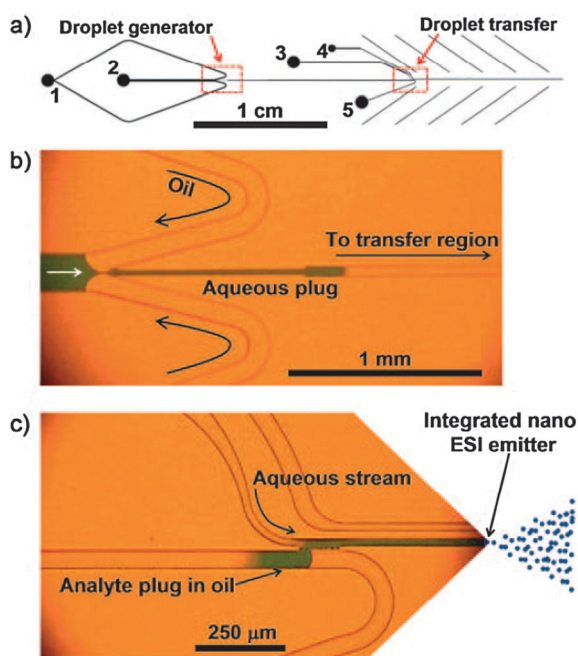 a)
Droplet generator
Droplet transfer
1
2
3
4
5
1 cm
b)
Oil
To transfer region
Aqueous plug
1 mm
c)
Integrated nano
ESI emitter
Aqueous stream
Analyte plug in oil
250 μm